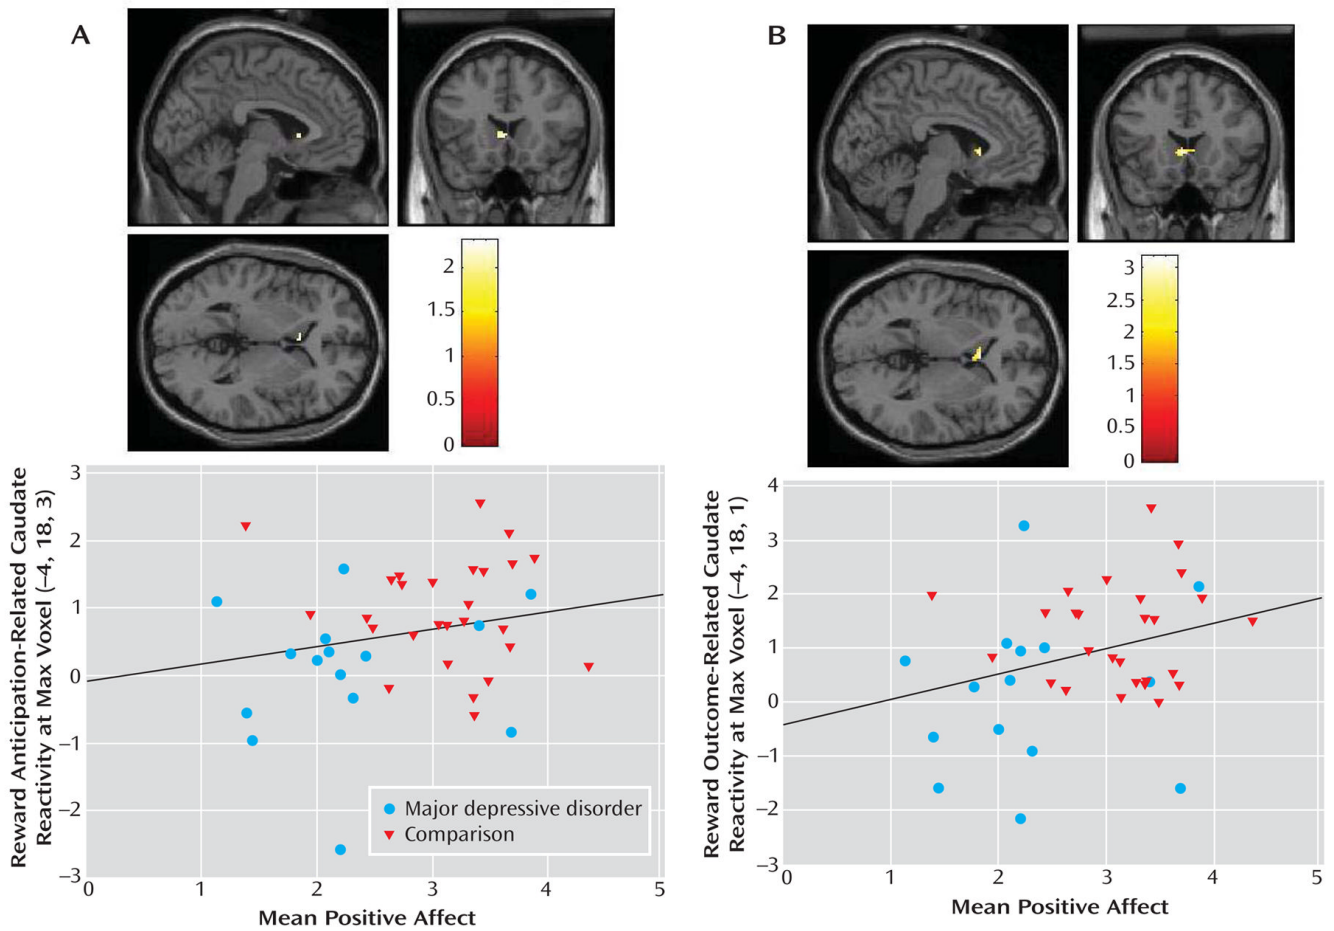 A
B
2
1.5
1
0.5
0
3
2.5
2
1.5
1
0.5
0
Reward Anticipation-Related Caudate
Reactivity at Max Voxel (–4, 18, 3)
3
2
1
0
–1
–2
–3
0 1 2 3 4 5
Mean Positive Affect
Major depressive disorder
Comparison
Reward Outcome-Related Caudate
Reactivity at Max Voxel (–4, 18, 1)
4
3
2
1
0
–1
–2
–3
0 1 2 3 4 5
Mean Positive Affect